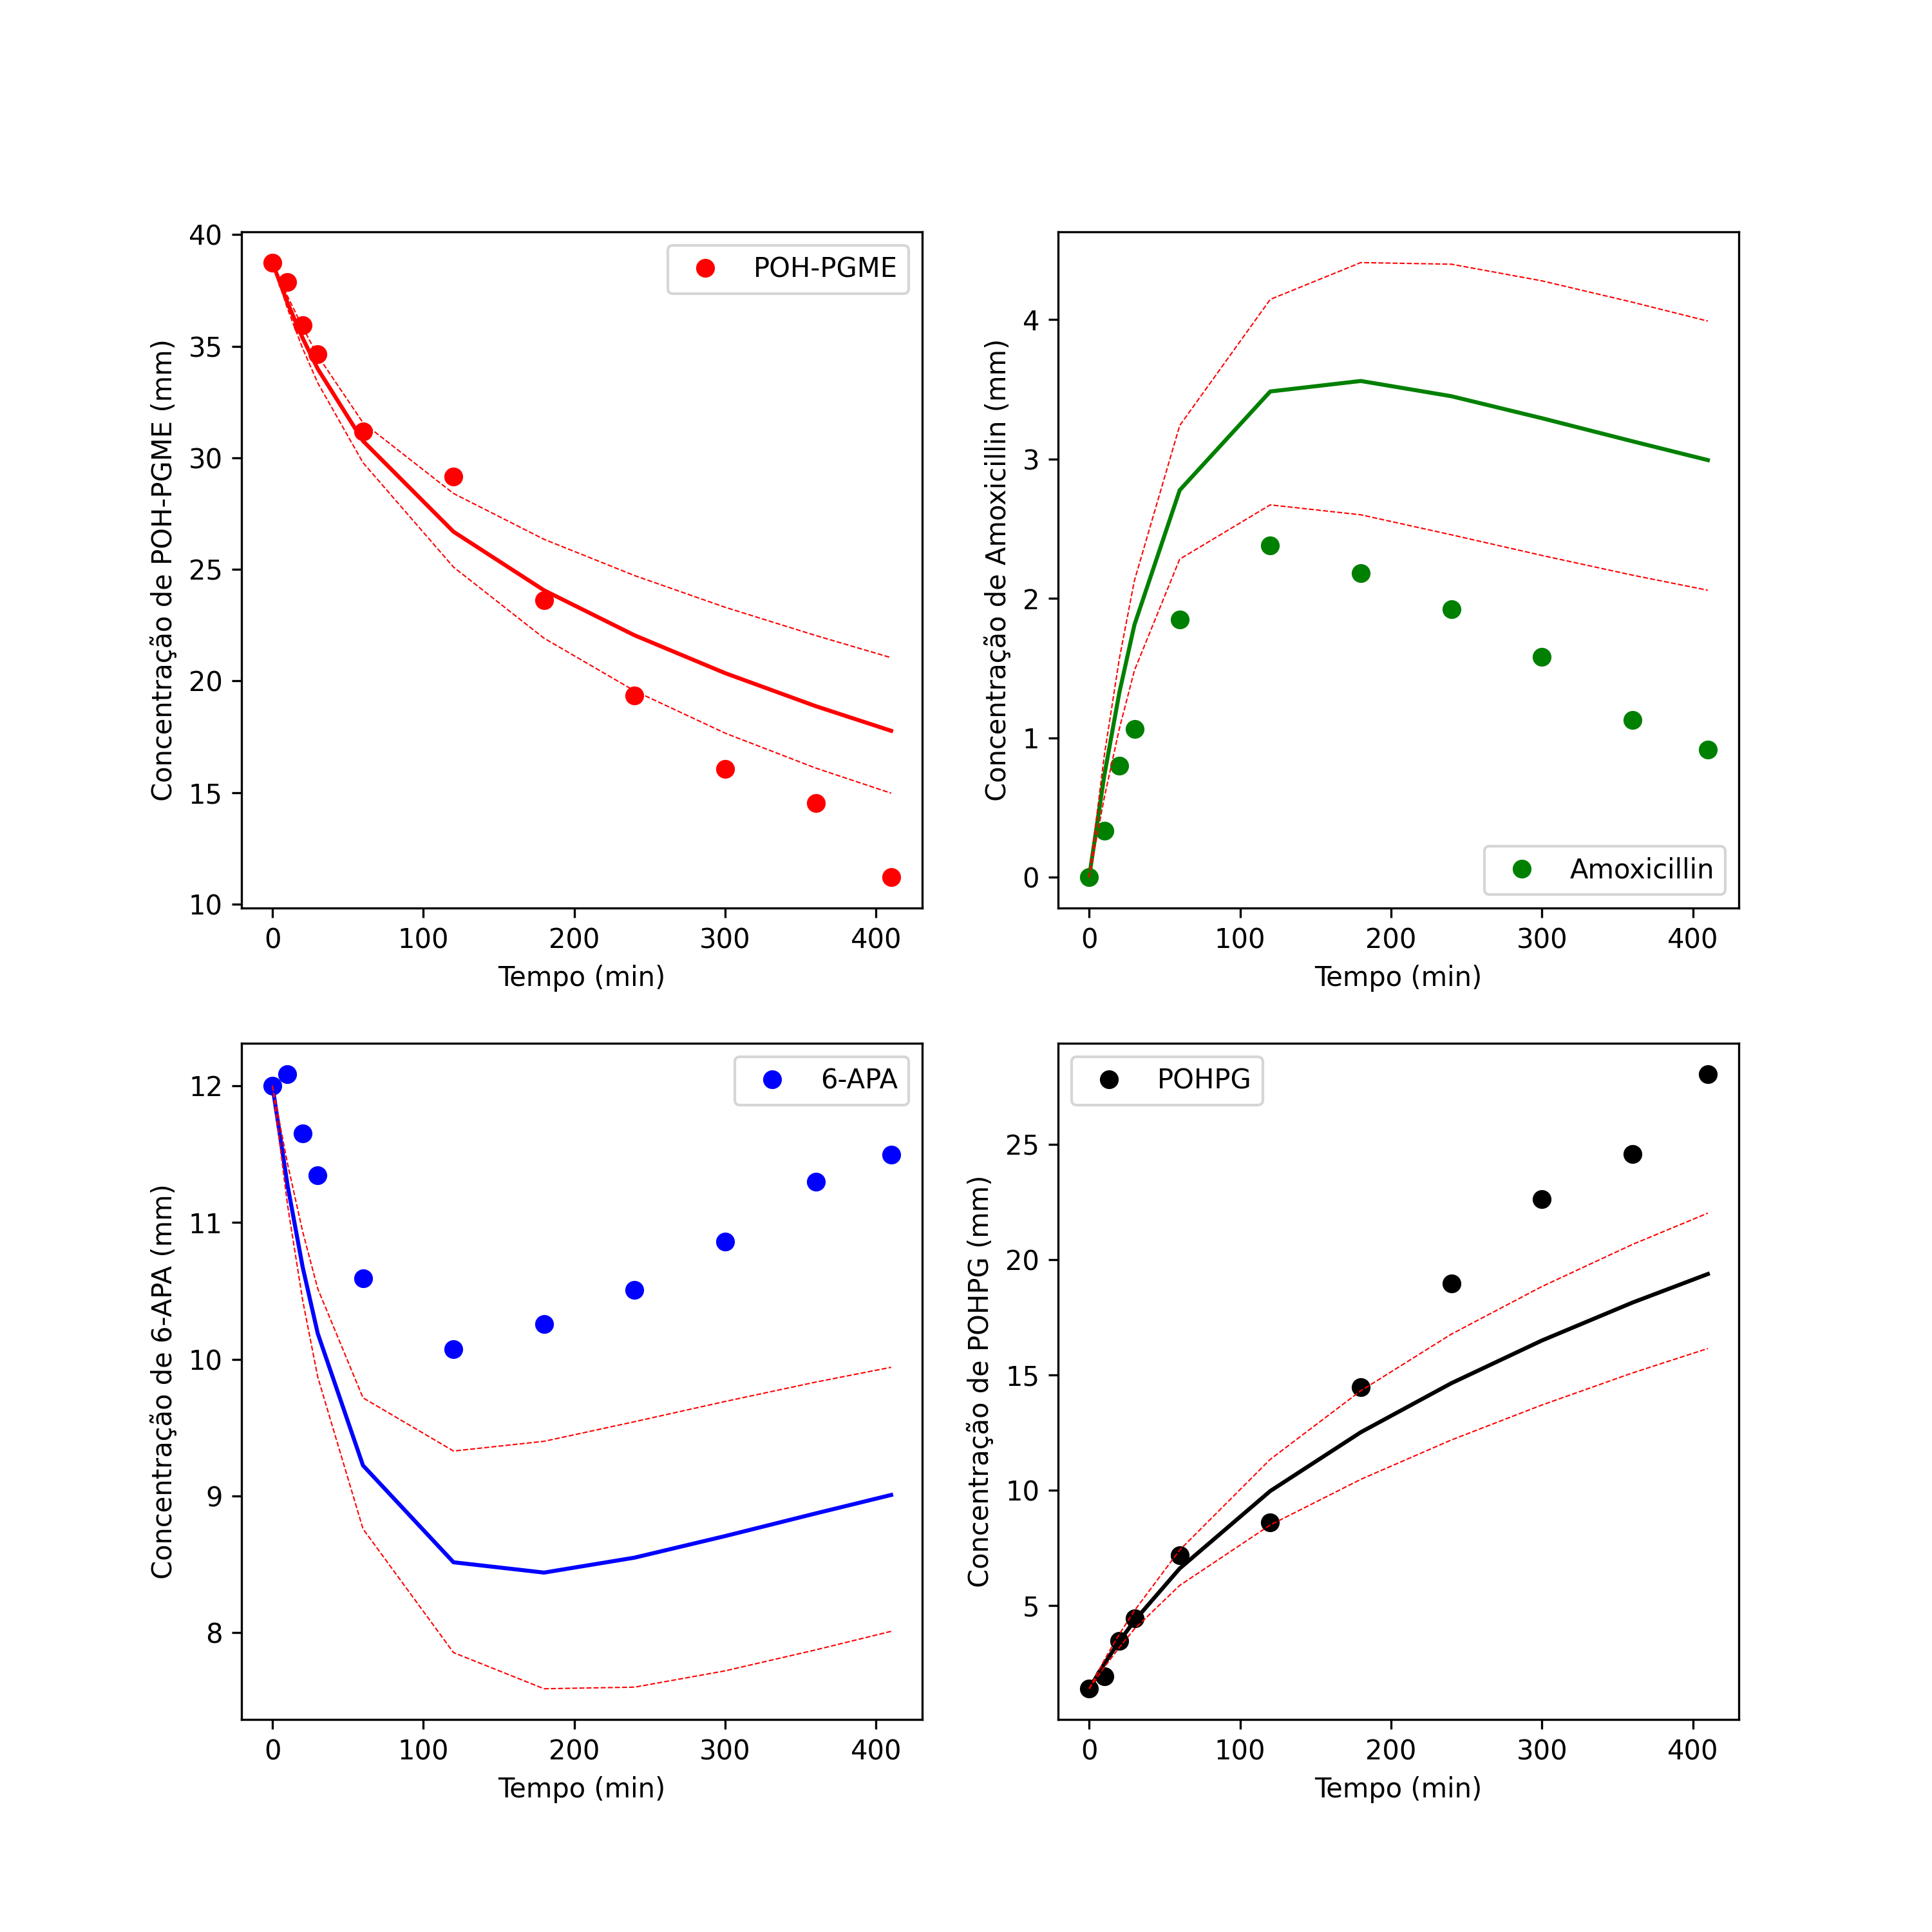 40
35
30
25
20
15
10
Concentração de POH-PGME (mm)
POH-PGME
0 100 200 300 400
Tempo (min)
4
3
2
1
0
Concentração de Amoxicillin (mm)
Amoxicillin
0 100 200 300 400
Tempo (min)
12
11
10
9
8
Concentração de 6-APA (mm)
6-APA
0 100 200 300 400
Tempo (min)
25
20
15
10
5
Concentração de POHPG (mm)
POHPG
0 100 200 300 400
Tempo (min)